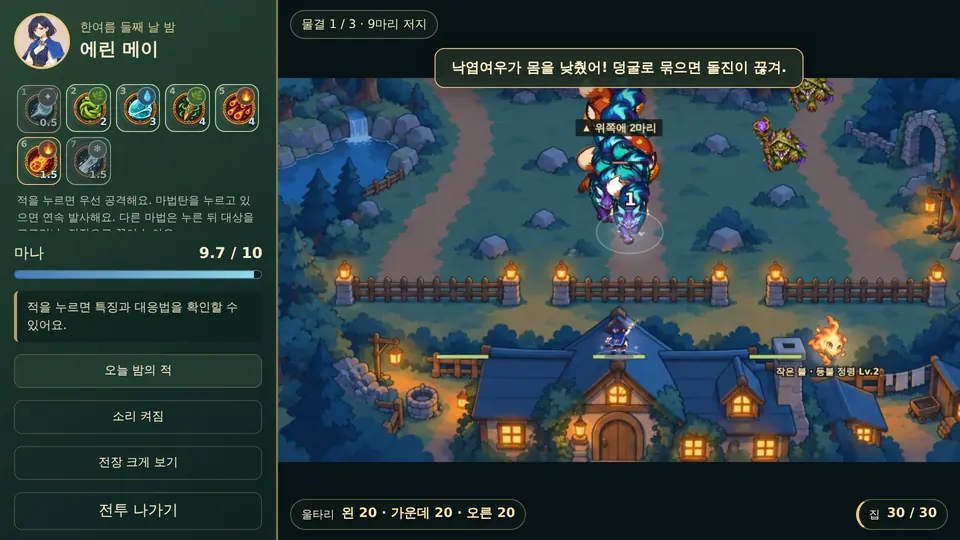 한여름 둘째 날 밤
에린 메이
1
0.5
2
2
3
3
4
4
5
4
6
1.5
7
1.5
적을 누르면 우선 공격해요. 마법탄을 누르고 있
으면 연속 발사해요. 다른 마법은 누른 뒤 대상을
마나
9.7 / 10
적을 누르면 특징과 대응법을 확인할 수
있어요.
오늘 밤의 적
소리 켜짐
전장 크게 보기
전투 나가기
물결 1 / 3 · 9마리 저지
낙엽여우가 몸을 낮췄어! 덩굴로 묶으면 돌진이 끊겨.
▲ 위쪽에 2마리
1
작은 불 · 등불 정령 Lv.2
울타리 왼 20 · 가운데 20 · 오른 20
집 30 / 30